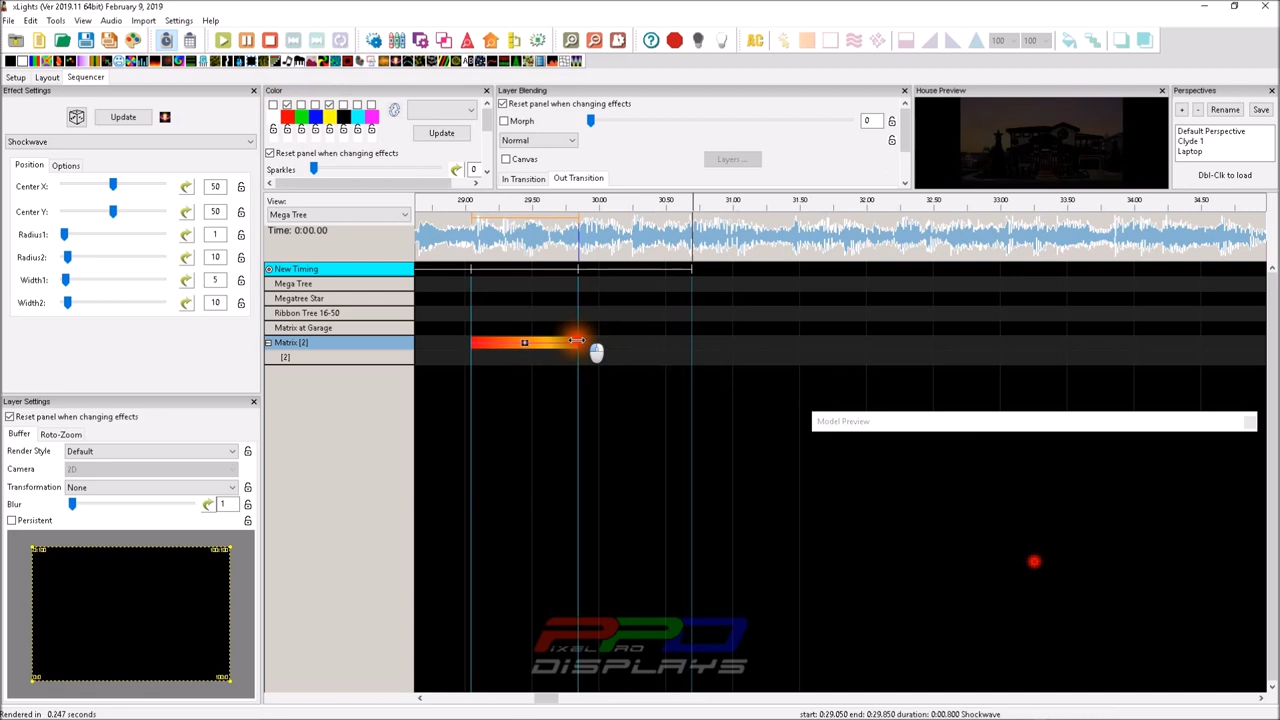 xLights (Ver 2019.11 64bit) February 9, 2019
File Edit Tools View Audio Import Settings Help
100 100
Setup Layout Sequencer
Effect Settings
Update
Shockwave
Position Options
Center X: 50
Center Y: 50
Radius1: 1
Radius2: 10
Width1: 5
Width2: 10
Color
Update
Reset panel when changing effects
Sparkles 0
Layer Blending
Reset panel when changing effects
Morph 0
Normal
Canvas Layers ...
In Transition Out Transition
House Preview
Perspectives
+ - Rename Save
Default Perspective
Clyde 1
Laptop
Dbl-Clk to load
View:
Mega Tree
Time: 0:00.00
29.00 29.50 30.00 30.50 31.00 31.50 32.00 32.50 33.00 33.50 34.00 34.50
New Timing
Mega Tree
Megatree Star
Ribbon Tree 16-50
Matrix at Garage
Matrix [2]
[2]
Model Preview
Layer Settings
Reset panel when changing effects
Buffer Roto-Zoom
Render Style Default
Camera 2D
Transformation None
Blur 1
Persistent
PPD
PIXEL PRO
DISPLAYS
Rendered in 0.247 seconds
start: 0:29.050 end: 0:29.850 duration: 0:00.800 Shockwave